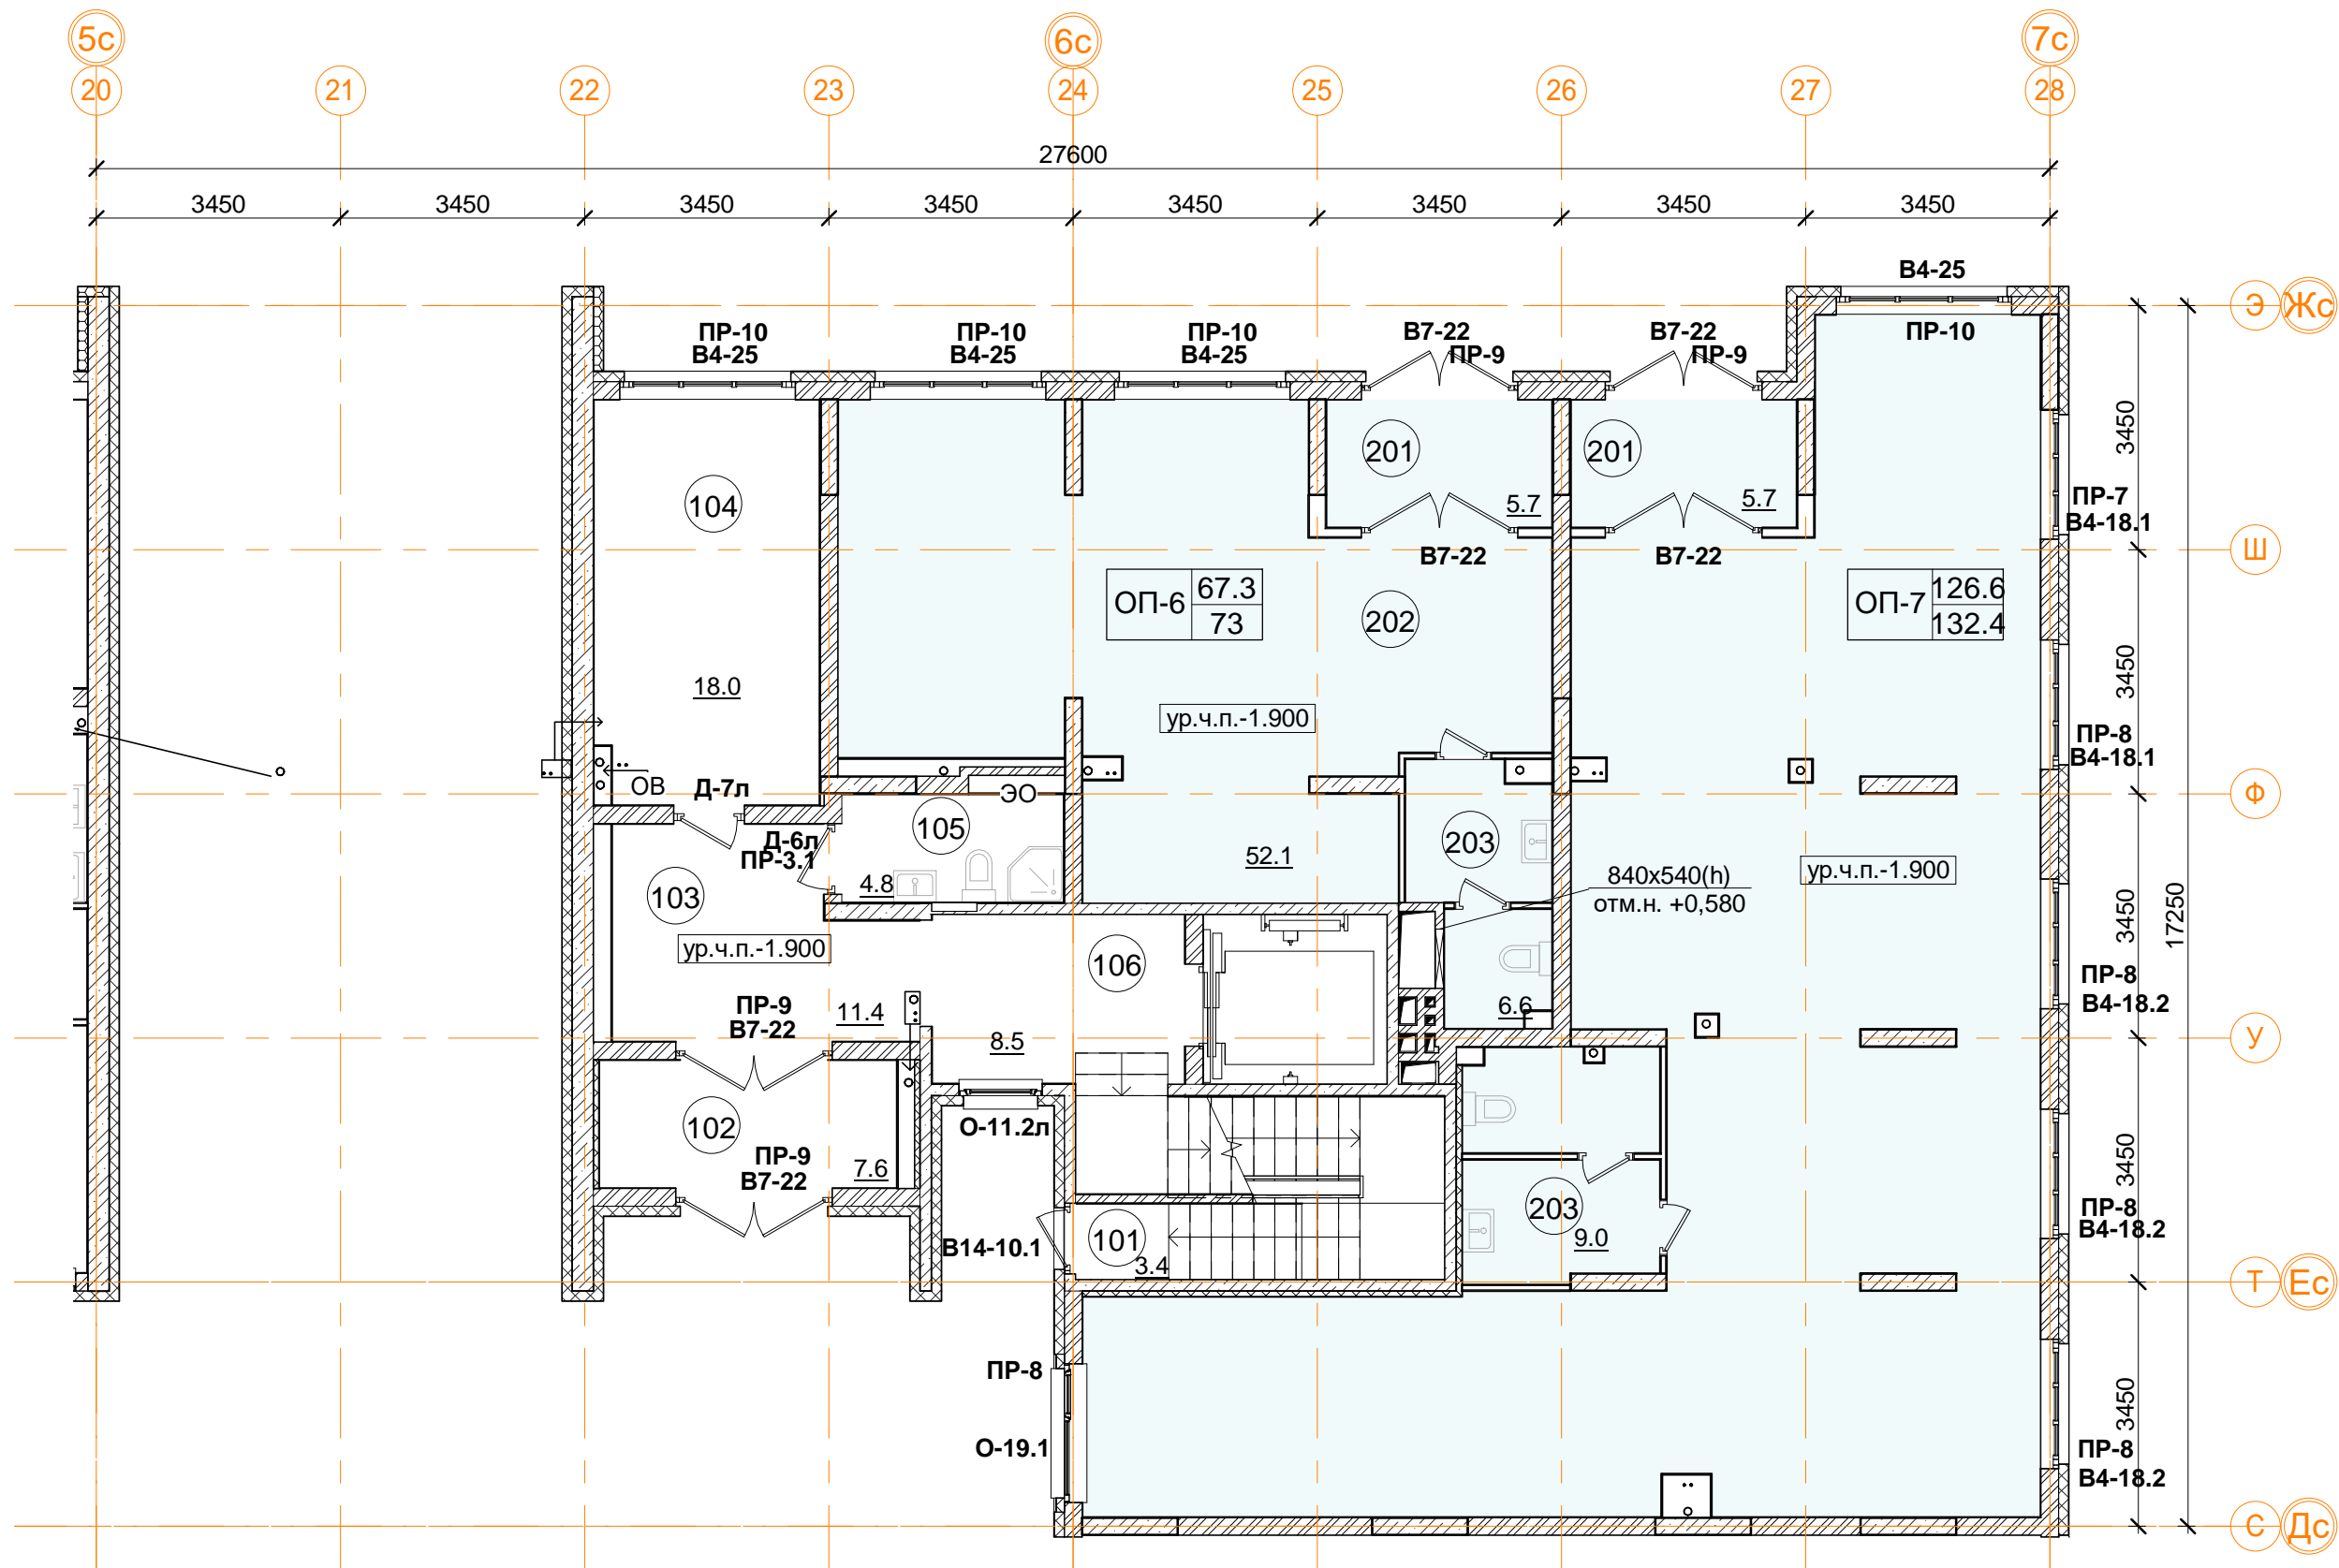 5с
6с
7с
20
21
22
23
24
25
26
27
28
27600
3450
3450
3450
3450
3450
3450
3450
3450
В4-25
Э
Жс
ПР-10
В4-25
ПР-10
В4-25
ПР-10
В4-25
В7-22
ПР-9
В7-22
ПР-9
ПР-10
3450
201
201
104
5.7
5.7
ПР-7
В4-18.1
В7-22
В7-22
Ш
ОП-6
67.3
73
202
ОП-7
126.6
132.4
18.0
3450
ур.ч.п.-1.900
ПР-8
В4-18.1
ОВ
Д-7л
ЭО
Ф
105
Д-6л
ПР-3.1
203
52.1
4.8
103
840x540(h)
отм.н. +0,580
ур.ч.п.-1.900
3450
17250
ур.ч.п.-1.900
106
ПР-8
В4-18.2
ПР-9
В7-22
11.4
6.6
8.5
У
102
О-11.2л
ПР-9
В7-22
7.6
3450
203
ПР-8
В4-18.2
101
В14-10.1
3.4
9.0
Т
Ес
ПР-8
3450
О-19.1
ПР-8
В4-18.2
С
Дс